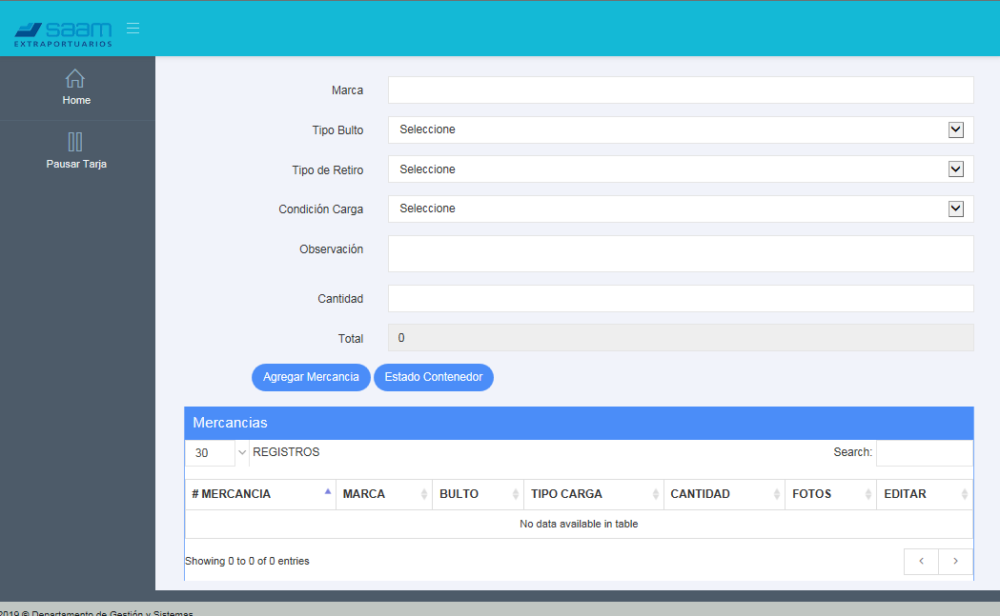 saam
EXTRAPORTUARIOS
Home
Pausar Tarja
Marca
Tipo Bulto Seleccione
Tipo de Retiro Seleccione
Condición Carga Seleccione
Observación
Cantidad
Total 0
Agregar Mercancia Estado Contenedor
Mercancias
30 REGISTROS Search:
# MERCANCIA MARCA BULTO TIPO CARGA CANTIDAD FOTOS EDITAR
No data available in table
Showing 0 to 0 of 0 entries
2019 © Departamento de Gestión y Sistemas